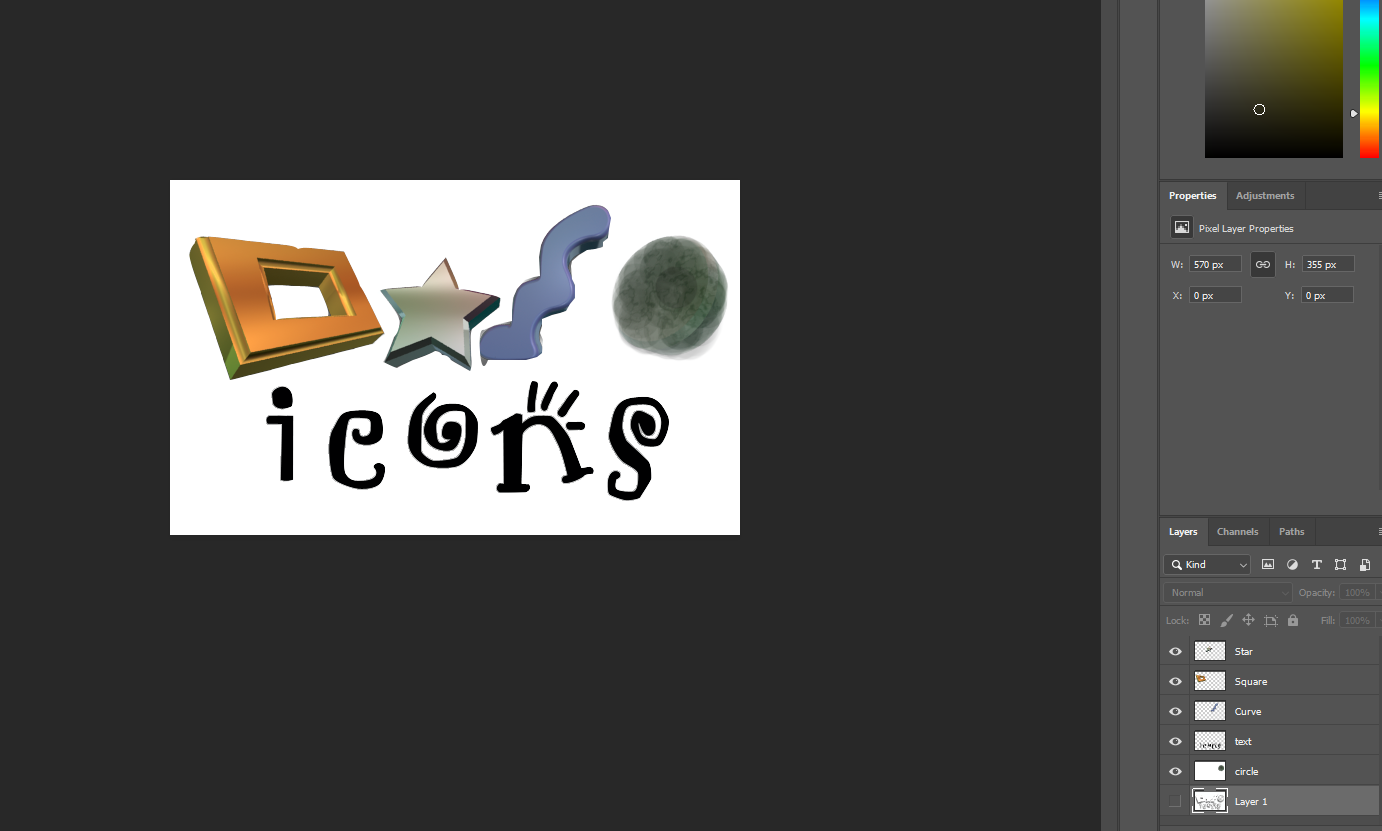 icons
Properties Adjustments
Pixel Layer Properties
W: 570 px H: 355 px
X: 0 px Y: 0 px
Layers Channels Paths
Kind
Normal Opacity: 100%
Lock: Fill: 100%
Star
Square
Curve
text
circle
Layer 1